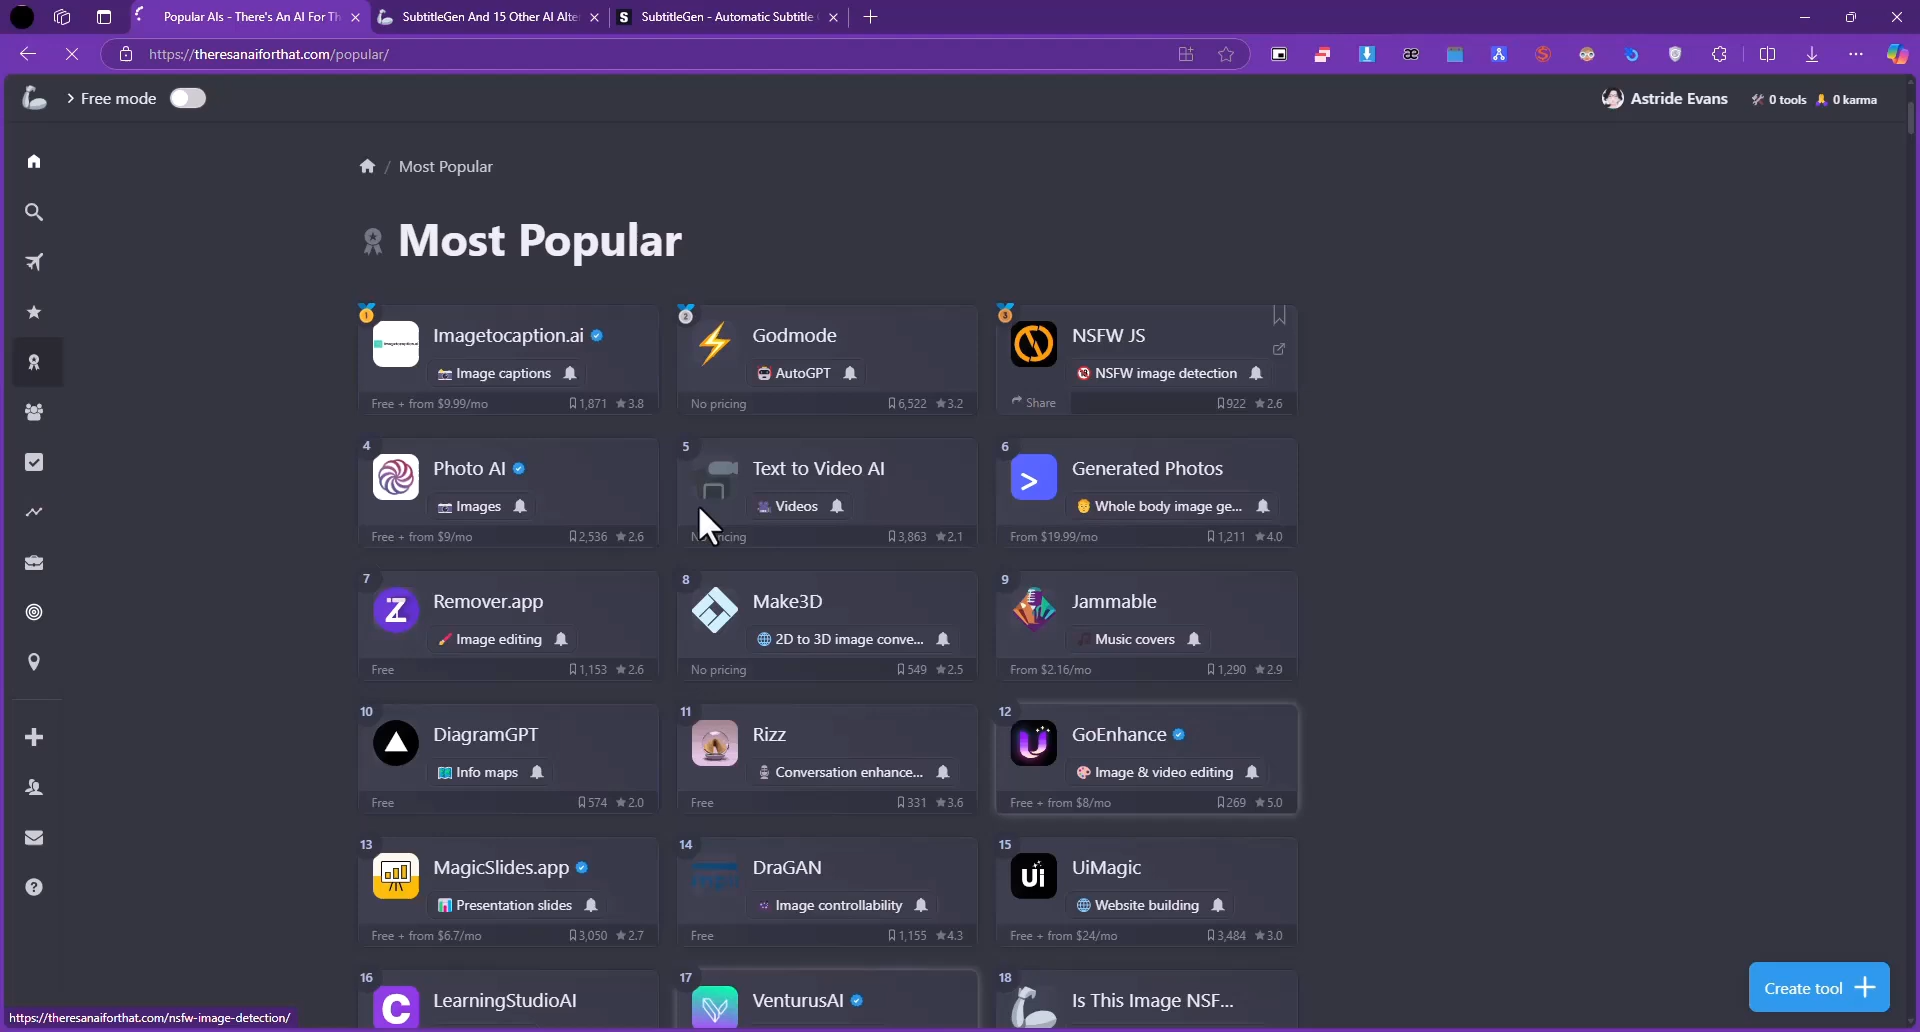 Popular AIs - There's An AI For Th
SubtitleGen And 15 Other AI Alte
SubtitleGen - Automatic Subtitle
https://theresanaiforthat.com/popular/
Free mode
Astride Evans
0 tools
0 karma
/ Most Popular
Most Popular
1
Imagetocaption.ai
Image captions
Free + from $9.99/mo
1,871
3.8
2
Godmode
AutoGPT
No pricing
6,522
3.2
3
NSFW JS
NSFW image detection
Share
922
2.6
4
Photo AI
Images
Free + from $9/mo
2,536
2.6
5
Text to Video AI
Videos
3,863
2.1
6
Generated Photos
Whole body image ge...
From $19.99/mo
1,211
4.0
7
Remover.app
Image editing
Free
1,153
2.6
8
Make3D
2D to 3D image conve...
No pricing
549
2.5
9
Jammable
Music covers
From $2.16/mo
1,290
2.9
10
DiagramGPT
Info maps
Free
574
2.0
11
Rizz
Conversation enhance...
Free
331
3.6
12
GoEnhance
Image & video editing
Free + from $8/mo
269
5.0
13
MagicSlides.app
Presentation slides
Free + from $6.7/mo
3,050
2.7
14
DraGAN
Image controllability
Free
1,155
4.3
15
Ui
UiMagic
Website building
Free + from $24/mo
3,484
3.0
16
LearningStudioAI
17
VenturusAI
18
Is This Image NSF...
Create tool
https://theresanaiforthat.com/nsfw-image-detection/